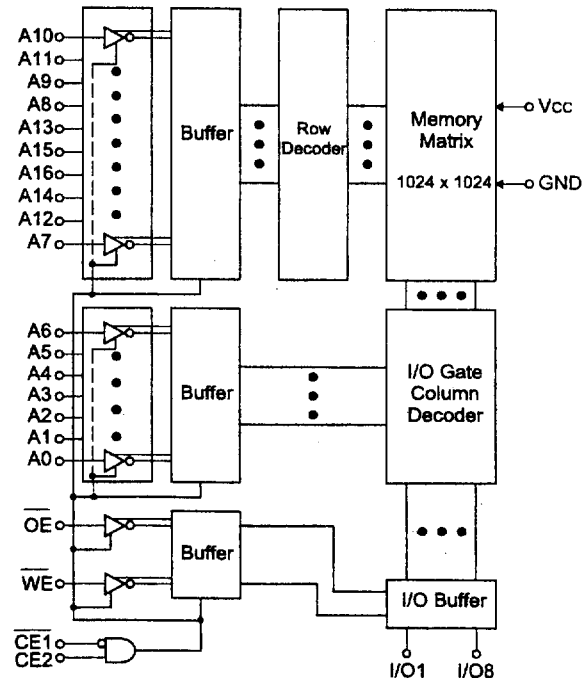 A10
A11
A9
A8
A13
A15
A16
A14
A12
A7
Buffer
Row
Decoder
Memory
Matrix
1024 x 1024
Vcc
GND
A6
A5
A4
A3
A2
A1
A0
Buffer
I/O Gate
Column
Decoder
OE
WE
Buffer
I/O Buffer
CE1
CE2
I/O1
I/O8